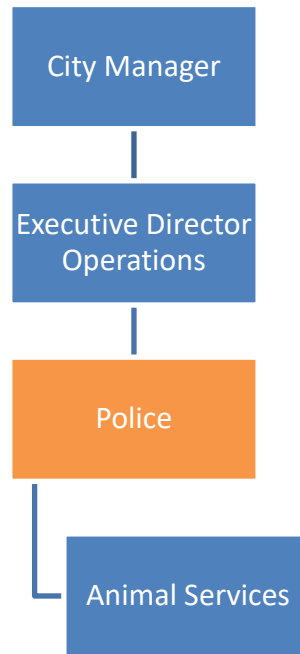 City Manager
Executive Director
Operations
Police
Animal Services